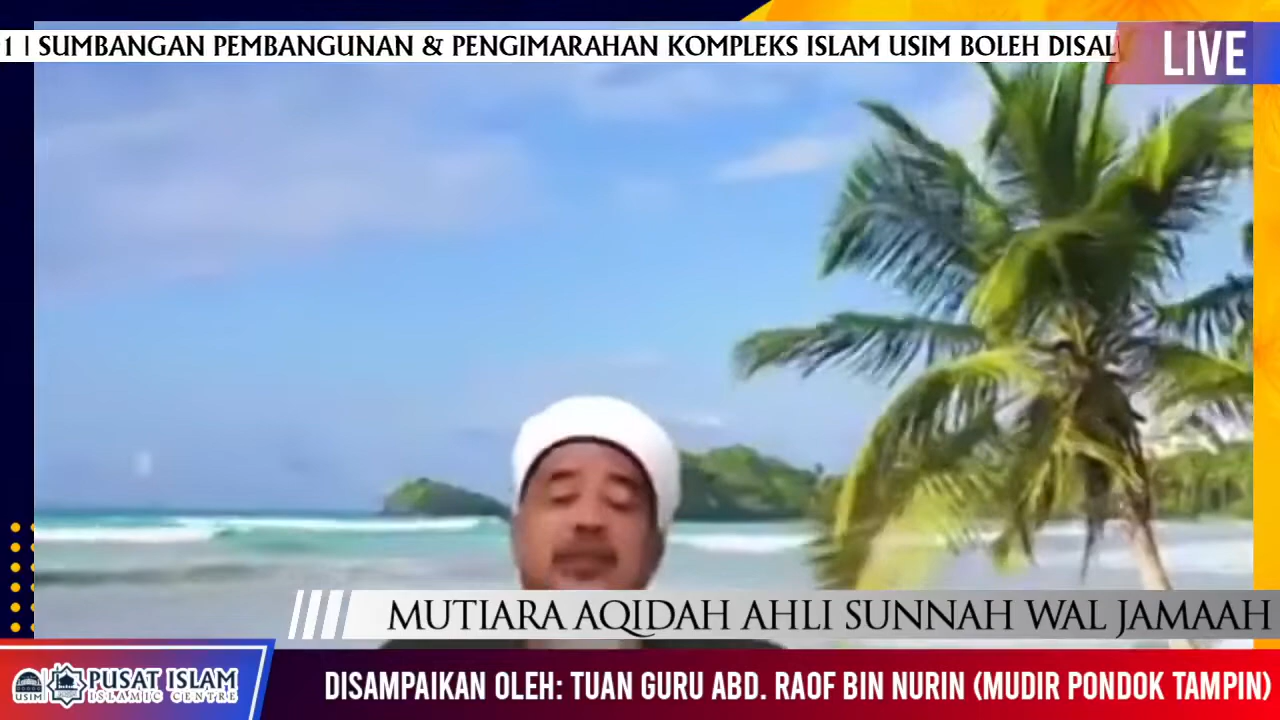 1 | SUMBANGAN PEMBANGUNAN & PENGIMARAHAN KOMPLEKS ISLAM USIM BOLEH DISAL
LIVE
MUTIARA AQIDAH AHLI SUNNAH WAL JAMAAH
USIM
PUSAT ISLAM
ISLAMIC CENTRE
DISAMPAIKAN OLEH: TUAN GURU ABD. RAOF BIN NURIN (MUDIR PONDOK TAMPIN)